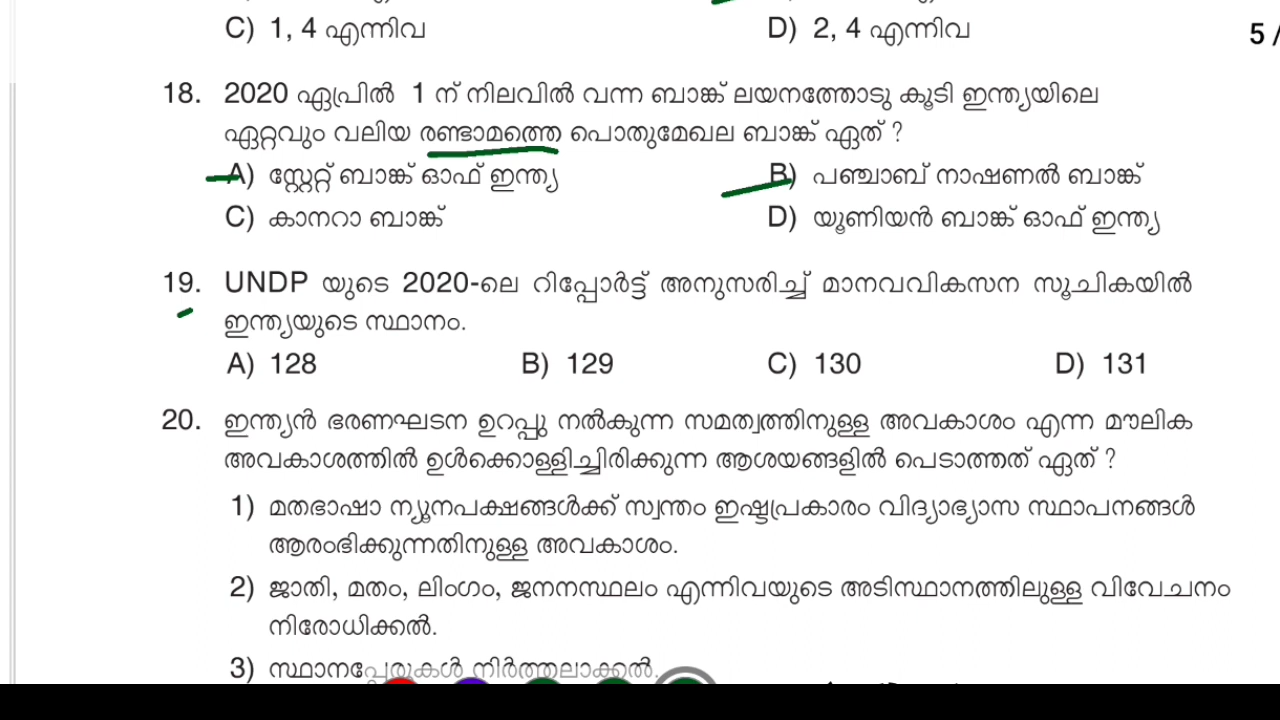 C) 1, 4 എന്നിവ D) 2, 4 എന്നിവ
5 /
18. 2020 ഏപ്രിൽ 1 ന് നിലവിൽ വന്ന ബാങ്ക് ലയനത്തോടു കൂടി ഇന്ത്യയിലെ
ഏറ്റവും വലിയ രണ്ടാമത്തെ പൊതുമേഖല ബാങ്ക് ഏത് ?
A) സ്റ്റേറ്റ് ബാങ്ക് ഓഫ് ഇന്ത്യ B) പഞ്ചാബ് നാഷണൽ ബാങ്ക്
C) കാനറാ ബാങ്ക് D) യൂണിയൻ ബാങ്ക് ഓഫ് ഇന്ത്യ
19. UNDP യുടെ 2020-ലെ റിപ്പോർട്ട് അനുസരിച്ച് മാനവവികസന സൂചികയിൽ
ഇന്ത്യയുടെ സ്ഥാനം.
A) 128 B) 129 C) 130 D) 131
20. ഇന്ത്യൻ ഭരണഘടന ഉറപ്പു നൽകുന്ന സമത്വത്തിനുള്ള അവകാശം എന്ന മൗലിക
അവകാശത്തിൽ ഉൾക്കൊള്ളിച്ചിരിക്കുന്ന ആശയങ്ങളിൽ പെടാത്തത് ഏത് ?
1) മതഭാഷാ ന്യൂനപക്ഷങ്ങൾക്ക് സ്വന്തം ഇഷ്ടപ്രകാരം വിദ്യാഭ്യാസ സ്ഥാപനങ്ങൾ
ആരംഭിക്കുന്നതിനുള്ള അവകാശം.
2) ജാതി, മതം, ലിംഗം, ജനനസ്ഥലം എന്നിവയുടെ അടിസ്ഥാനത്തിലുള്ള വിവേചനം
നിരോധിക്കൽ.
3) സ്ഥാനപ്പേരുകൾ നിർത്തലാക്കൽ.